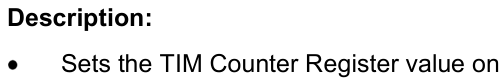 Description:
• Sets the TIM Counter Register value on